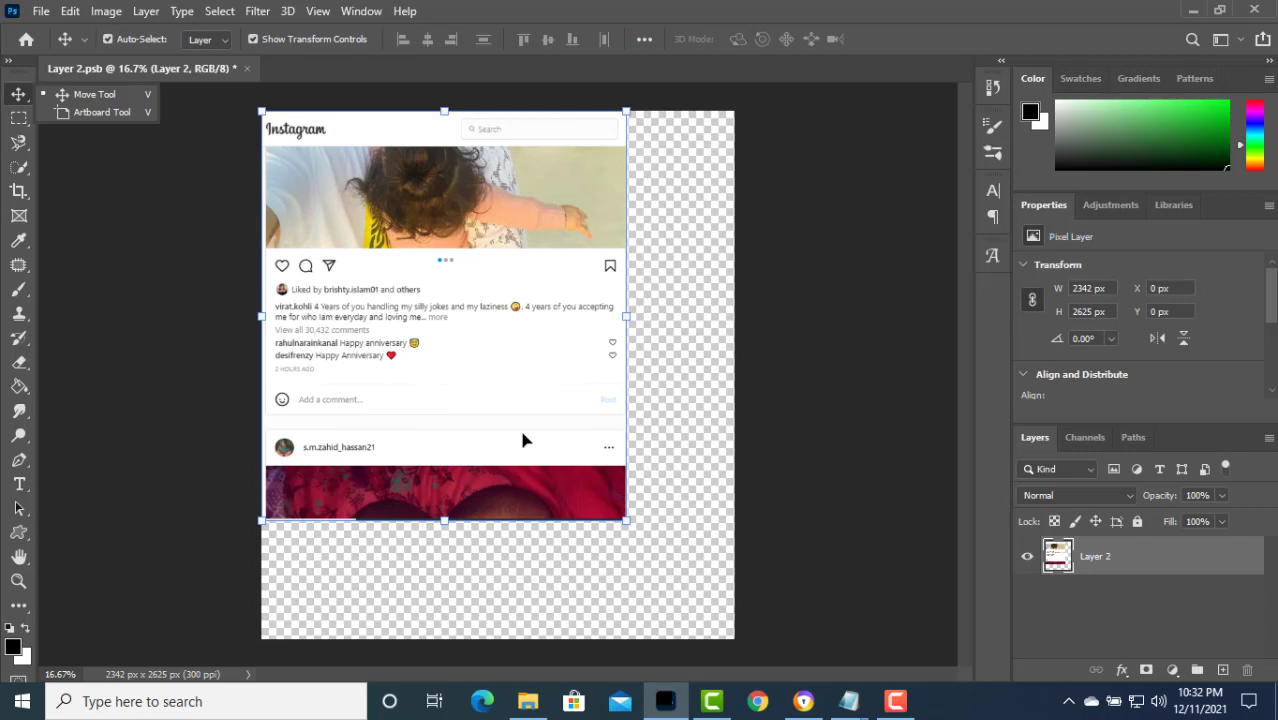 Ps File Edit Image Layer Type Select Filter 3D View Window Help
Auto-Select: Layer Show Transform Controls 3D Mode:
Layer 2.psb @ 16.7% (Layer 2, RGB/8) *
Move Tool V
Artboard Tool V
Instagram
Search
Liked by brishty.islam01 and others
virat.kohli 4 Years of you handling my silly jokes and my laziness 😜. 4 years of you accepting
me for who Iam everyday and loving me... more
View all 30,432 comments
rahulnarainkanal Happy anniversary 😇
desifrenzy Happy Anniversary ❤️
2 HOURS AGO
Add a comment... Post
s.m.zahid_hassan21
Color Swatches Gradients Patterns
Properties Adjustments Libraries
Pixel Layer
Transform
W 2342 px X 0 px
H 2625 px Y 0 px
0.00°
Align and Distribute
Align:
Layers Channels Paths
Kind
Normal Opacity: 100%
Lock: Fill: 100%
Layer 2
16.67% 2342 px x 2625 px (300 ppi)
Type here to search
10:32 PM
12/11/2021